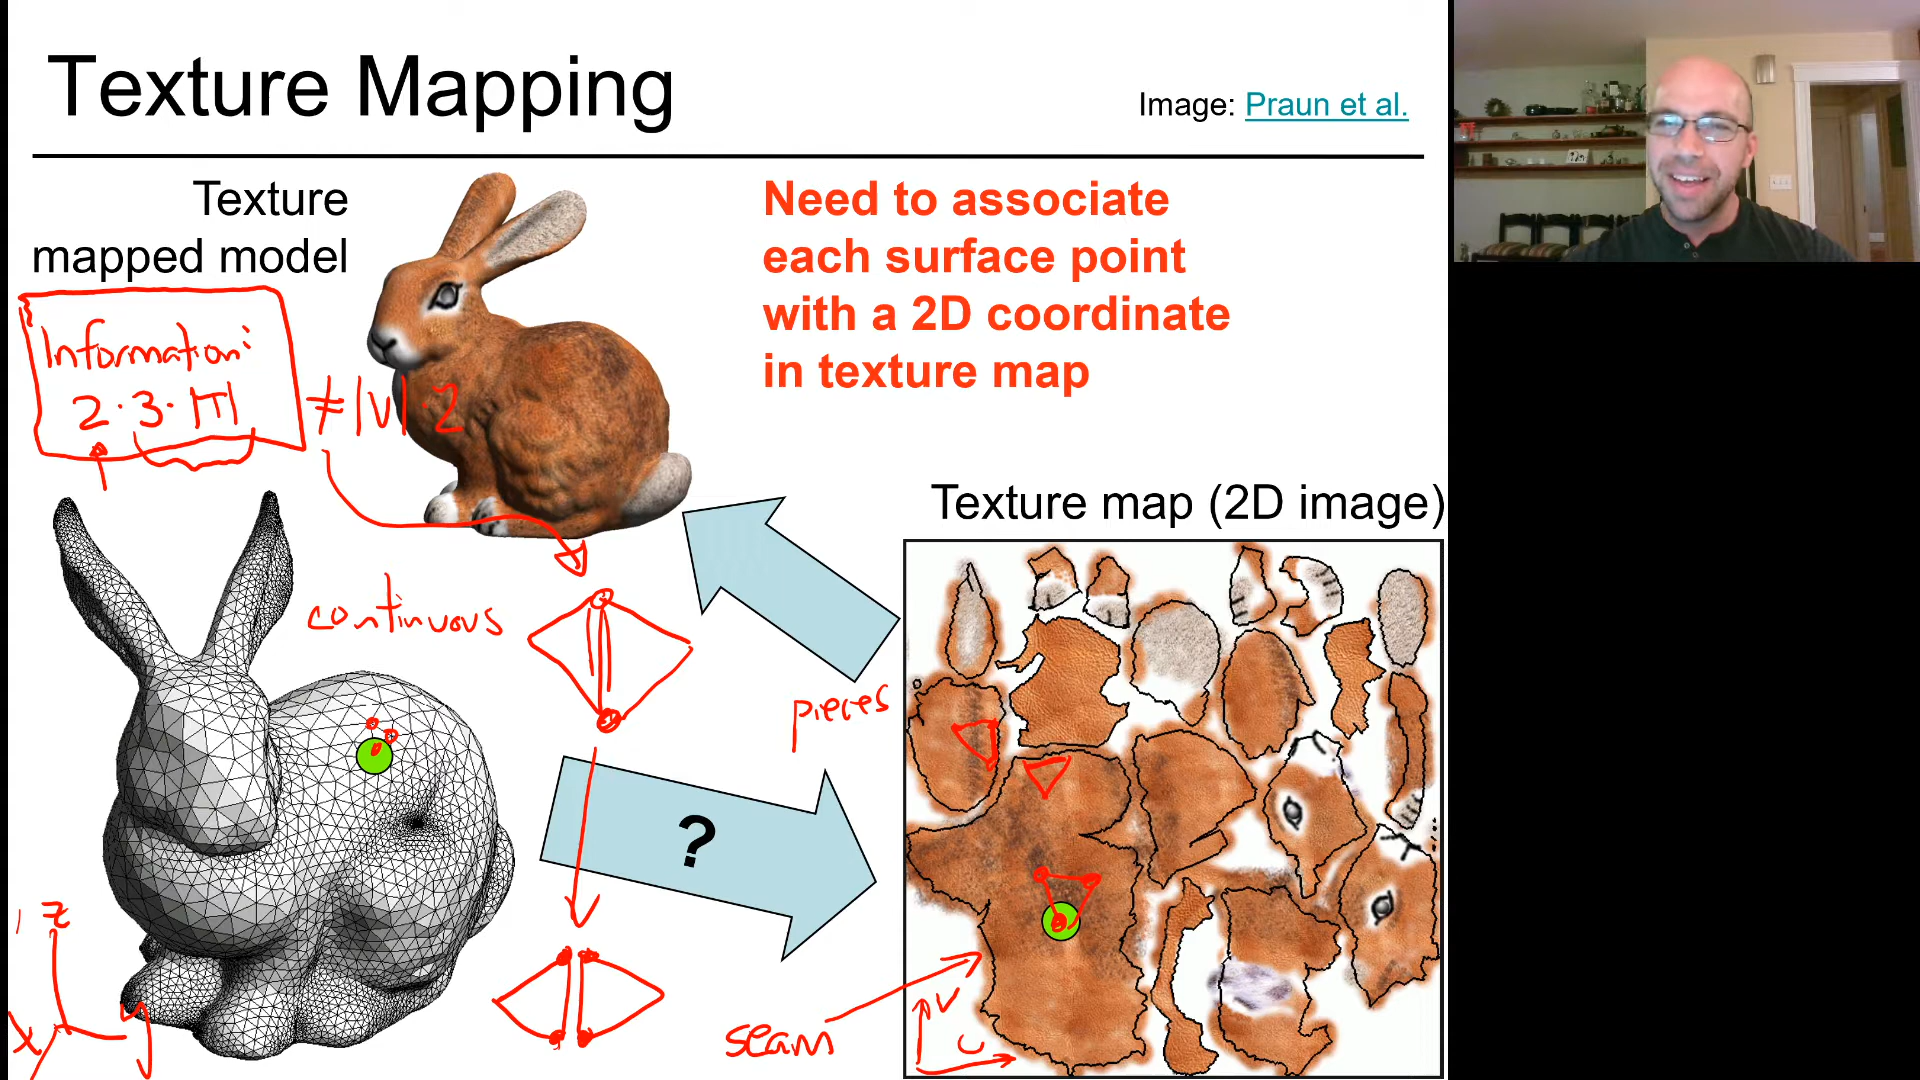 Texture Mapping
Image: Praun et al.
Texture
mapped model
Need to associate
each surface point
with a 2D coordinate
in texture map
Information:
2·3·|T| ≠ |V|·2
Texture map (2D image)
continuous
pieces
?
z
x
y
seam
v
u